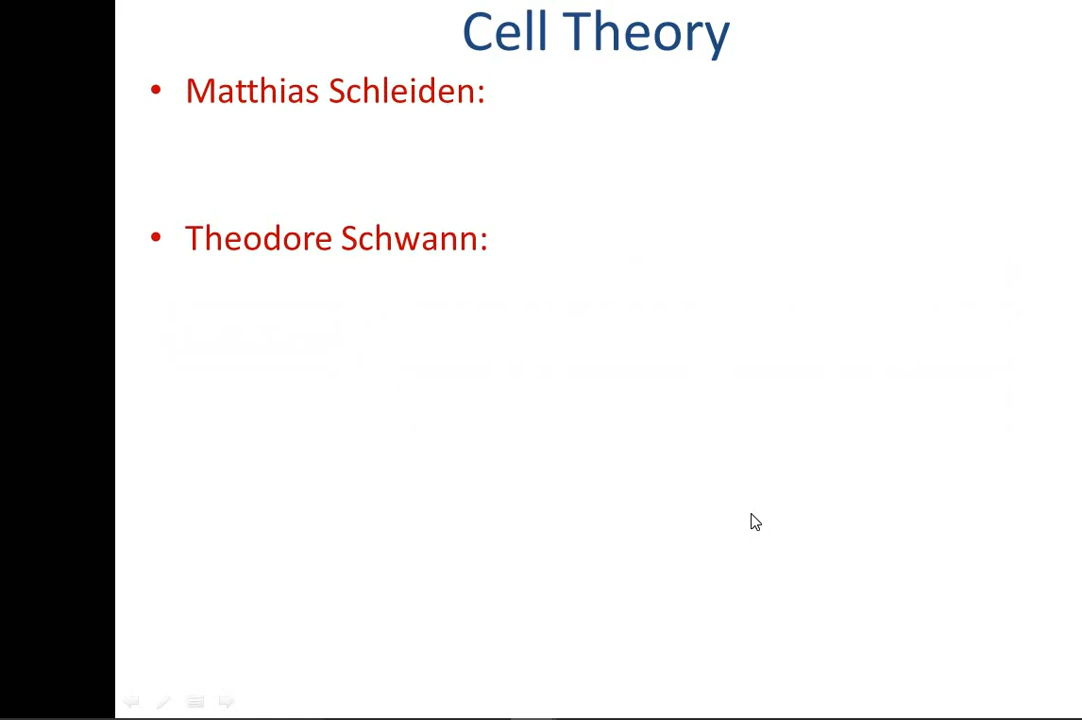 Cell Theory
• Matthias Schleiden:
• Theodore Schwann: